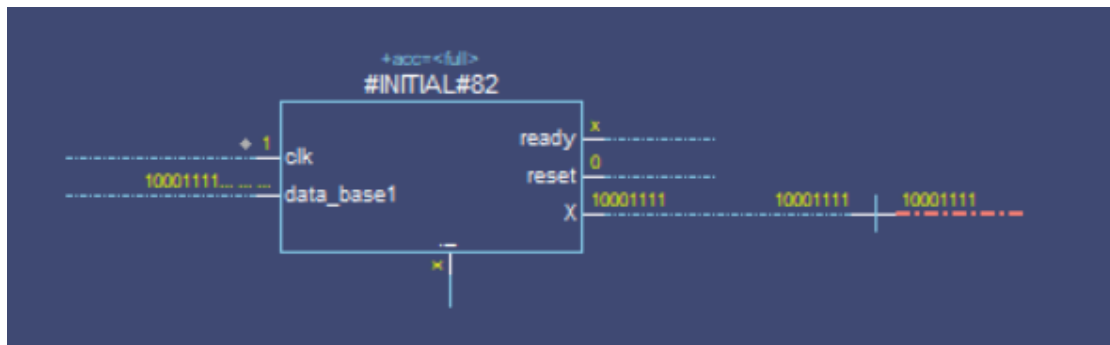 +acc=<full>
#INITIAL#82
1
clk
10001111... ... ...
data_base1
ready
x
reset
0
X
10001111
10001111
10001111
x